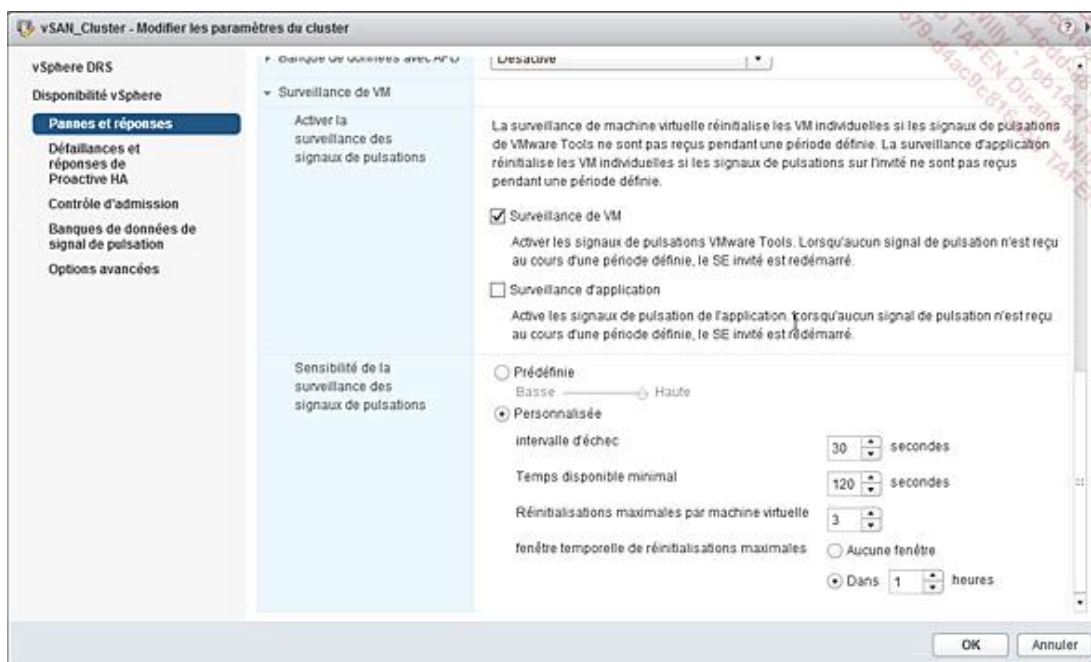 vSAN_Cluster - Modifier les paramètres du cluster
vSphere DRS
Disponibilité vSphere
Pannes et réponses
Défaillances et
réponses de
Proactive HA
Contrôle d'admission
Banques de données de
signal de pulsation
Options avancées
Banque de données avec APD
Désactivé
Surveillance de VM
Activer la
surveillance des
signaux de pulsations
La surveillance de machine virtuelle réinitialise les VM individuelles si les signaux de pulsations
de VMware Tools ne sont pas reçus pendant une période définie. La surveillance d'application
réinitialise les VM individuelles si les signaux de pulsations sur l'invité ne sont pas reçus
pendant une période définie.
Surveillance de VM
Activer les signaux de pulsations VMware Tools. Lorsqu'aucun signal de pulsation n'est reçu
au cours d'une période définie, le SE invité est redémarré.
Surveillance d'application
Active les signaux de pulsation de l'application. Lorsqu'aucun signal de pulsation n'est reçu
au cours d'une période définie, le SE invité est redémarré.
Sensibilité de la
surveillance des
signaux de pulsations
Prédéfinie
Basse Haute
Personnalisée
intervalle d'échec 30 secondes
Temps disponible minimal 120 secondes
Réinitialisations maximales par machine virtuelle 3
fenêtre temporelle de réinitialisations maximales Aucune fenêtre
Dans 1 heures
OK Annuler